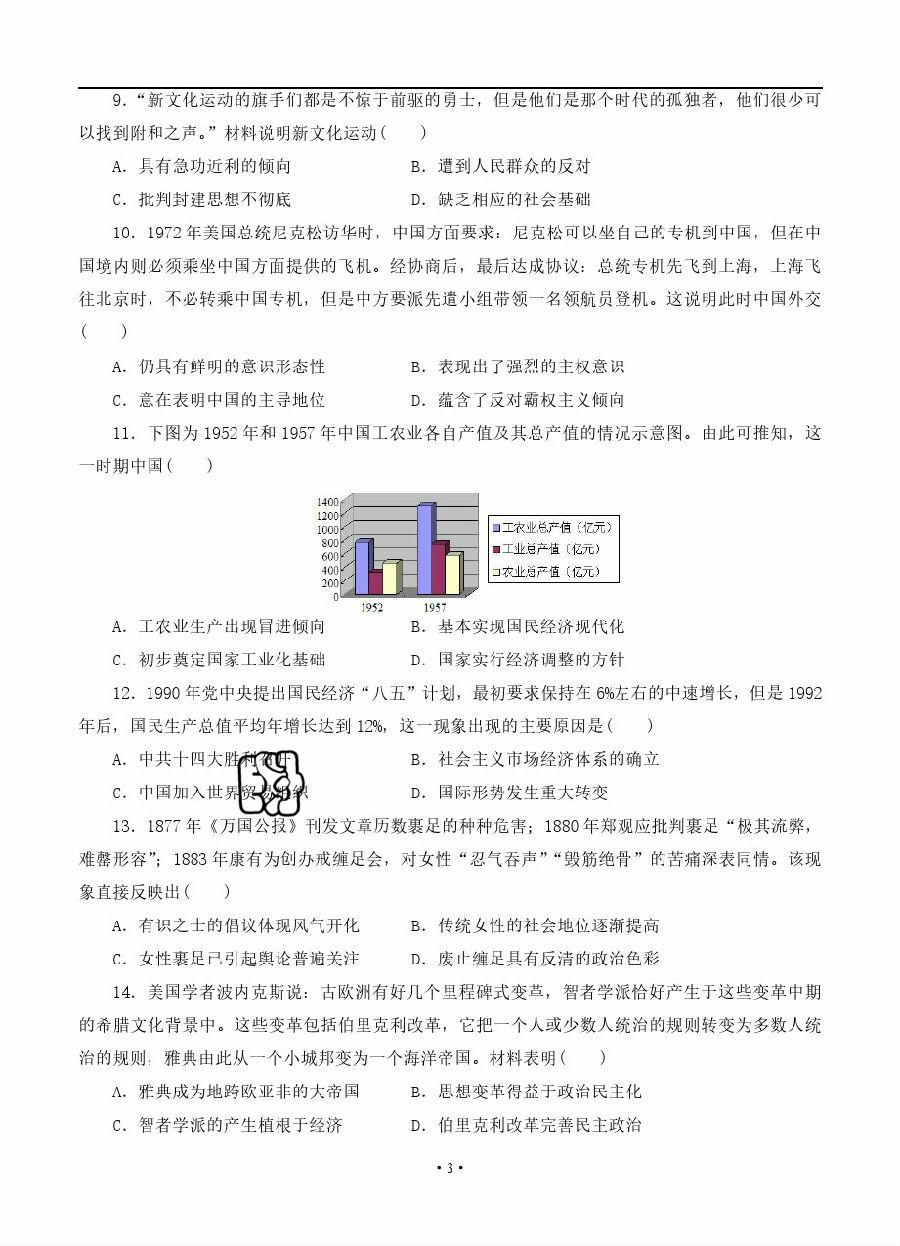 9.“新文化运动的旗手们都是不惊于前驱的勇士，但是他们是那个时代的孤独者，他们很少可
以找到附和之声。”材料说明新文化运动(　　)
A．具有急功近利的倾向　B．遭到人民群众的反对
C．批判封建思想不彻底　D．缺乏相应的社会基础
10．1972年美国总统尼克松访华时，中国方面要求：尼克松可以坐自己的专机到中国，但在中
国境内则必须乘坐中国方面提供的飞机。经协商后，最后达成协议：总统专机先飞到上海，上海飞
往北京时，不必转乘中国专机，但是中方要派先遣小组带领一名领航员登机。这说明此时中国外交
(　　)
A．仍具有鲜明的意识形态性　B．表现出了强烈的主权意识
C．意在表明中国的主导地位　D．蕴含了反对霸权主义倾向
11．下图为1952年和1957年中国工农业各自产值及其总产值的情况示意图。由此可推知，这
一时期中国(　　)
1400
1200
1000
800
600
400
200
0
1952　1957
工农业总产值（亿元）
工业总产值（亿元）
农业总产值（亿元）
A．工农业生产出现冒进倾向　B．基本实现国民经济现代化
C．初步奠定国家工业化基础　D．国家实行经济调整的方针
12．1990年党中央提出国民经济“八五”计划，最初要求保持在6%左右的中速增长，但是1992
年后，国民生产总值平均年增长达到12%，这一现象出现的主要原因是(　　)
A．中共十四大胜利召开　B．社会主义市场经济体系的确立
C．中国加入世界贸易组织　D．国际形势发生重大转变
13．1877年《万国公报》刊发文章历数裹足的种种危害；1880年郑观应批判裹足“极其流弊，
难罄形容”；1883年康有为创办戒缠足会，对女性“忍气吞声”“毁筋绝骨”的苦痛深表同情。该现
象直接反映出(　　)
A．有识之士的倡议体现风气开化　B．传统女性的社会地位逐渐提高
C．女性裹足已引起舆论普遍关注　D．废止缠足具有反清的政治色彩
14．美国学者波内克斯说：古欧洲有好几个里程碑式变革，智者学派恰好产生于这些变革中期
的希腊文化背景中。这些变革包括伯里克利改革，它把一个人或少数人统治的规则转变为多数人统
治的规则，雅典由此从一个小城邦变为一个海洋帝国。材料表明(　　)
A．雅典成为地跨欧亚非的大帝国　B．思想变革得益于政治民主化
C．智者学派的产生植根于经济　D．伯里克利改革完善民主政治
·3·